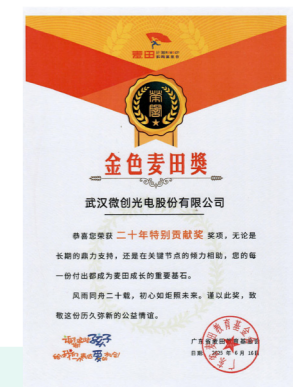 麦田
荣誉
金色麦田獎
武汉微创光电股份有限公司
恭喜您荣获 二十年特别贡献奖 奖项，无论是
长期的鼎力支持，还是在关键节点的倾力相助，您的每
一份付出都成为麦田成长的重要基石。
风雨同舟二十载，初心如炬照未来。谨以此奖，致
敬这份历久弥新的公益情谊。
广东省麦田教育基金会
日期：2025 年 6 月 16日